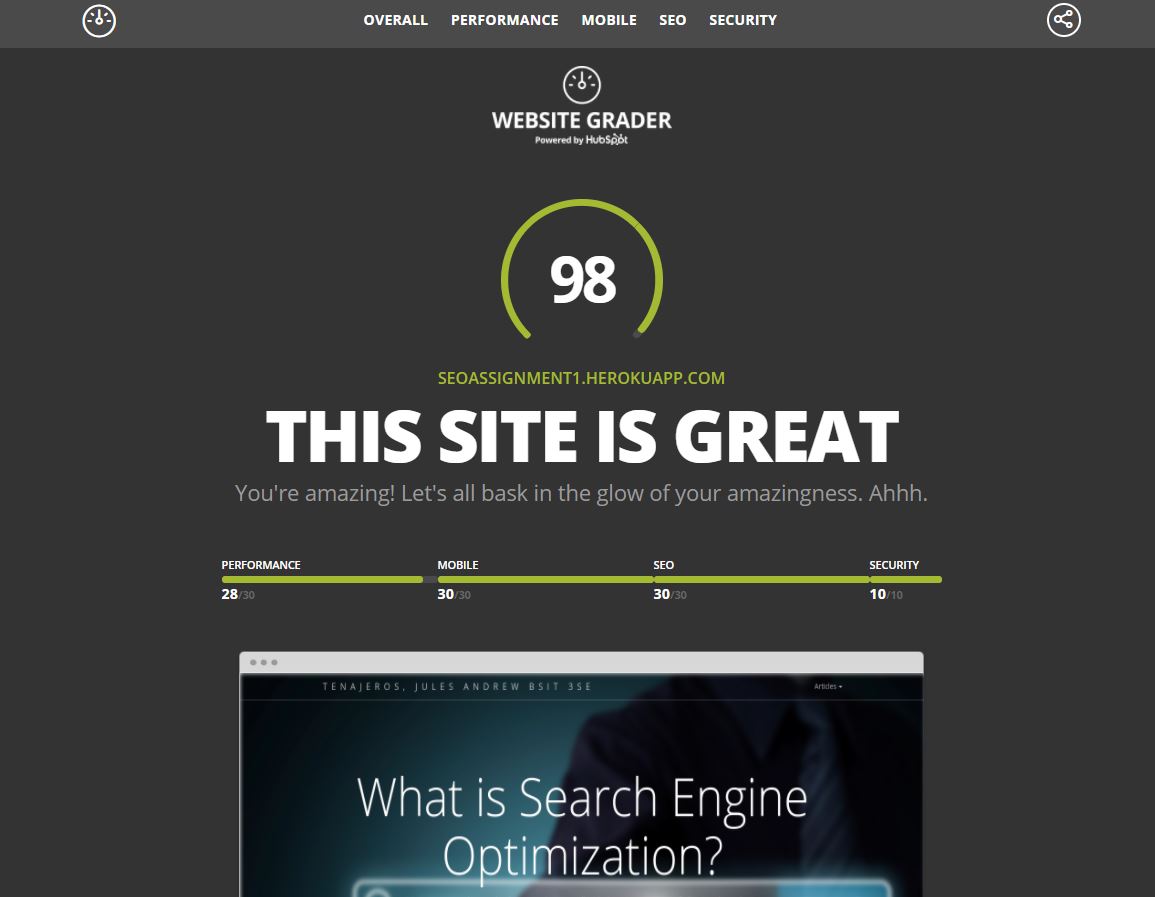 OVERALL PERFORMANCE MOBILE SEO SECURITY
WEBSITE GRADER
Powered by HubSpot
98
SEOASSIGNMENT1.HEROKUAPP.COM
THIS SITE IS GREAT
You're amazing! Let's all bask in the glow of your amazingness. Ahhh.
PERFORMANCE MOBILE SEO SECURITY
28/30 30/30 30/30 10/10
TENAJEROS, JULES ANDREW BSIT 3SE Articles
What is Search Engine
Optimization?